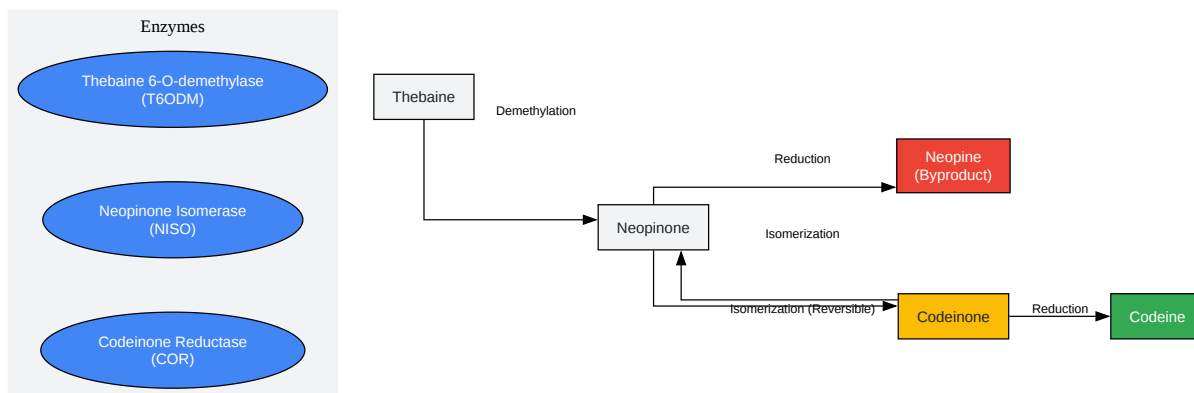 Enzymes
Thebaine 6-O-demethylase
(T6ODM)
Neopinone Isomerase
(NISO)
Codeinone Reductase
(COR)
Thebaine
Demethylation
Reduction
Neopine
(Byproduct)
Neopinone
Isomerization
Isomerization (Reversible)
Codeinone
Reduction
Codeine